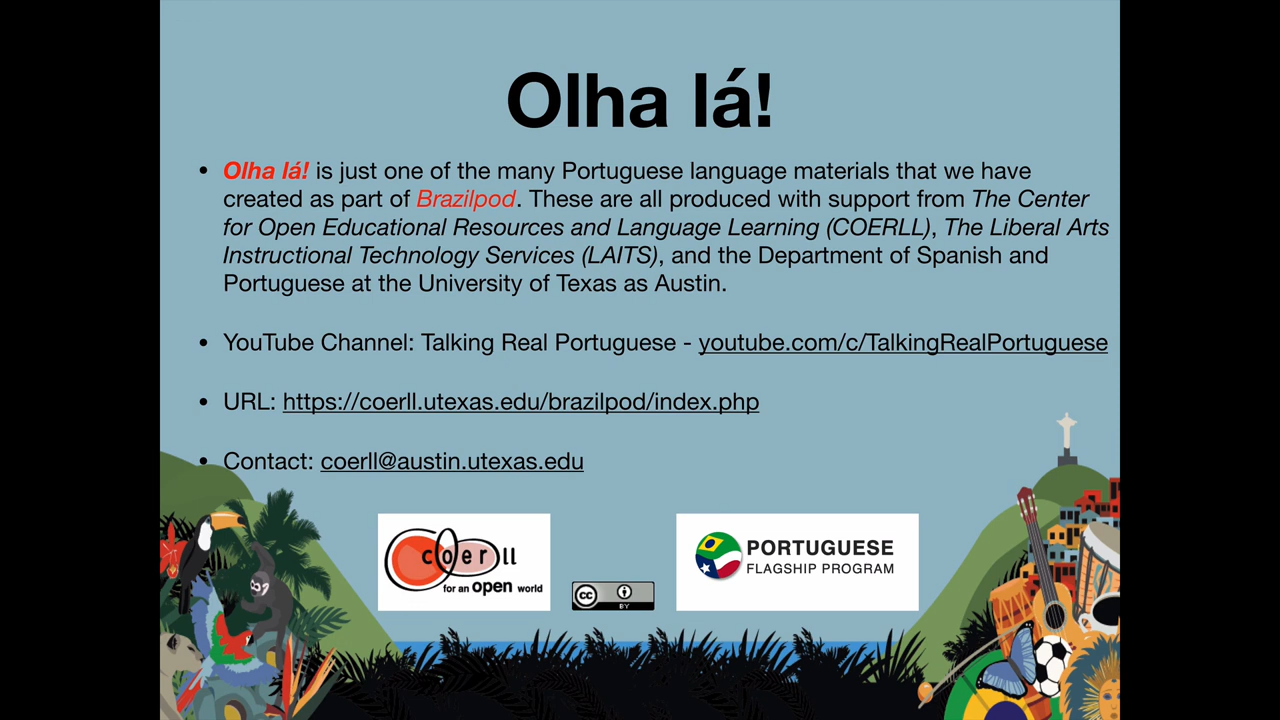 Olha lá!
• Olha lá! is just one of the many Portuguese language materials that we have
created as part of Brazilpod. These are all produced with support from The Center
for Open Educational Resources and Language Learning (COERLL), The Liberal Arts
Instructional Technology Services (LAITS), and the Department of Spanish and
Portuguese at the University of Texas as Austin.
• YouTube Channel: Talking Real Portuguese - youtube.com/c/TalkingRealPortuguese
• URL: https://coerll.utexas.edu/brazilpod/index.php
• Contact: coerll@austin.utexas.edu
coerll
for an open world
cc
BY
PORTUGUESE
FLAGSHIP PROGRAM